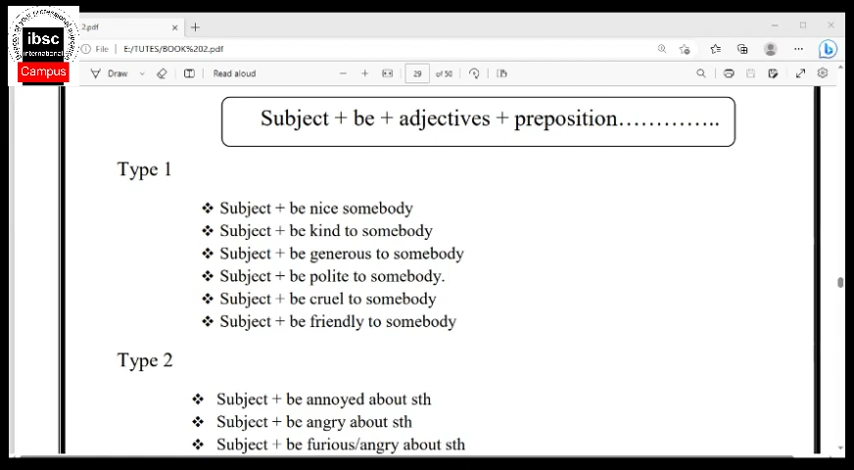 2.pdf
ibsc
international
Campus
File
E:/TUTES/BOOK%202.pdf
Draw
Read aloud
29
of 50
Subject + be + adjectives + preposition…………..
Type 1
❖ Subject + be nice somebody
❖ Subject + be kind to somebody
❖ Subject + be generous to somebody
❖ Subject + be polite to somebody.
❖ Subject + be cruel to somebody
❖ Subject + be friendly to somebody
Type 2
❖ Subject + be annoyed about sth
❖ Subject + be angry about sth
❖ Subject + be furious/angry about sth